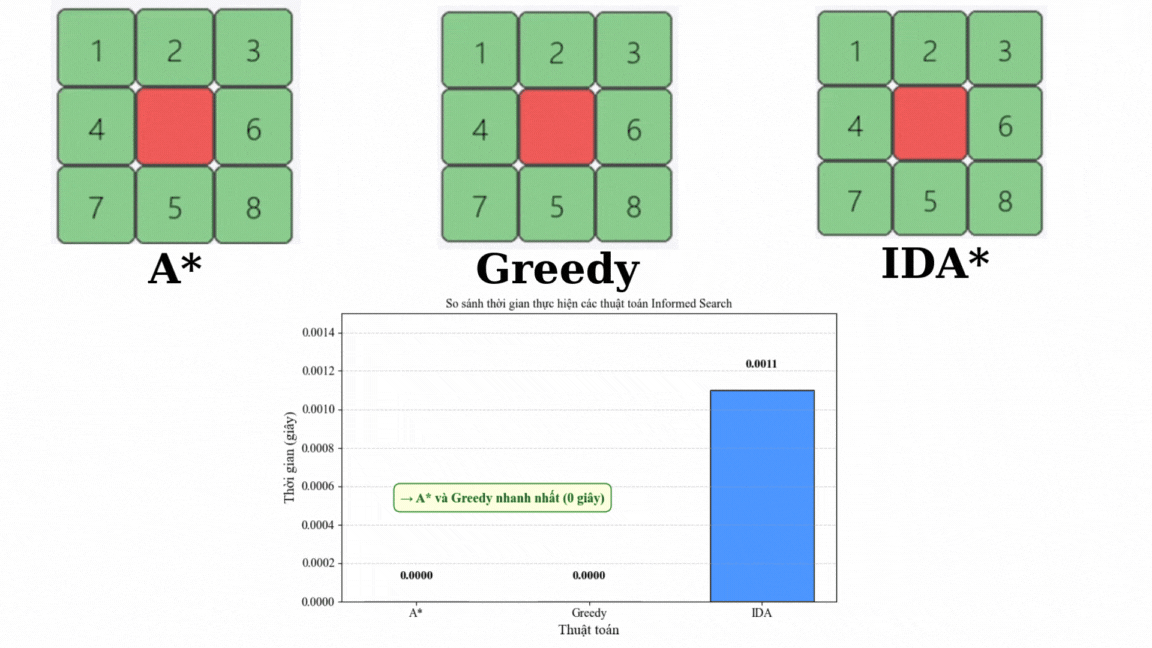 1 2 3
4 6
7 5 8
A*
1 2 3
4 6
7 5 8
Greedy
1 2 3
4 6
7 5 8
IDA*
So sánh thời gian thực hiện các thuật toán Informed Search
Thời gian (giây)
0.0014
0.0012
0.0010
0.0008
0.0006
0.0004
0.0002
0.0000
0.0011
→ A* và Greedy nhanh nhất (0 giây)
0.0000
0.0000
A*
Greedy
IDA
Thuật toán